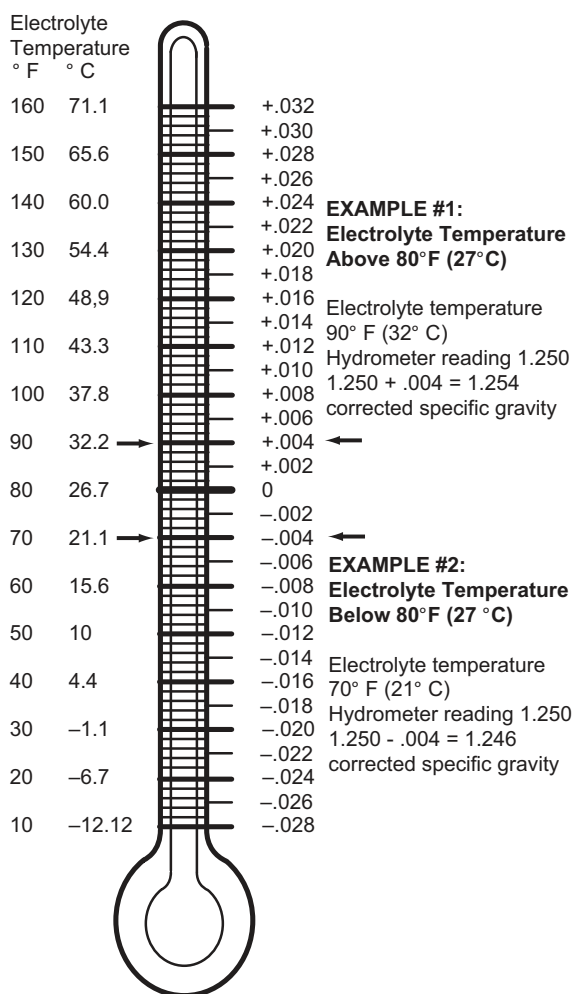 Electrolyte
Temperature
° F ° C
160 71.1 +.032
+.030
150 65.6 +.028
+.026
140 60.0 +.024
+.022
130 54.4 +.020
+.018
120 48,9 +.016
+.014
110 43.3 +.012
+.010
100 37.8 +.008
+.006
90 32.2 +.004
+.002
80 26.7 0
–.002
70 21.1 –.004
–.006
60 15.6 –.008
–.010
50 10 –.012
–.014
40 4.4 –.016
–.018
30 –1.1 –.020
–.022
20 –6.7 –.024
–.026
10 –12.12 –.028
EXAMPLE #1:
Electrolyte Temperature
Above 80°F (27°C)
Electrolyte temperature
90° F (32° C)
Hydrometer reading 1.250
1.250 + .004 = 1.254
corrected specific gravity
EXAMPLE #2:
Electrolyte Temperature
Below 80°F (27 °C)
Electrolyte temperature
70° F (21° C)
Hydrometer reading 1.250
1.250 - .004 = 1.246
corrected specific gravity